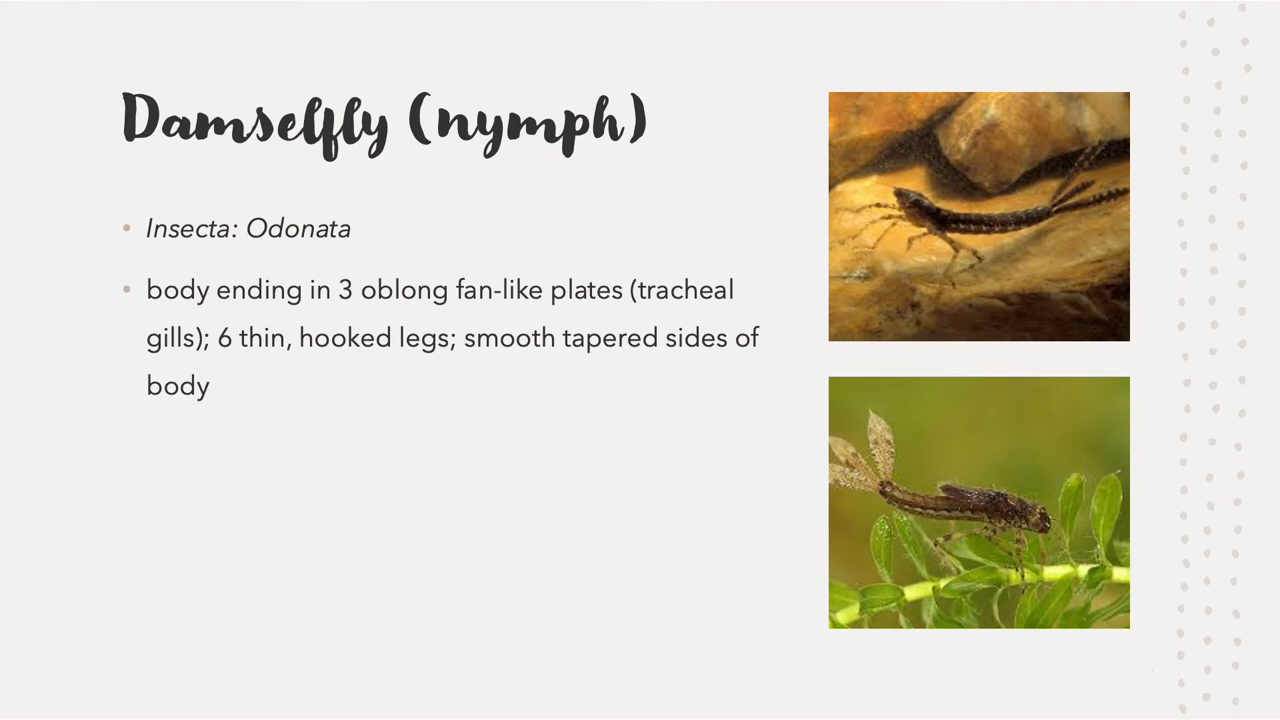 Damselfly (nymph)
• Insecta: Odonata
• body ending in 3 oblong fan-like plates (tracheal
gills); 6 thin, hooked legs; smooth tapered sides of
body